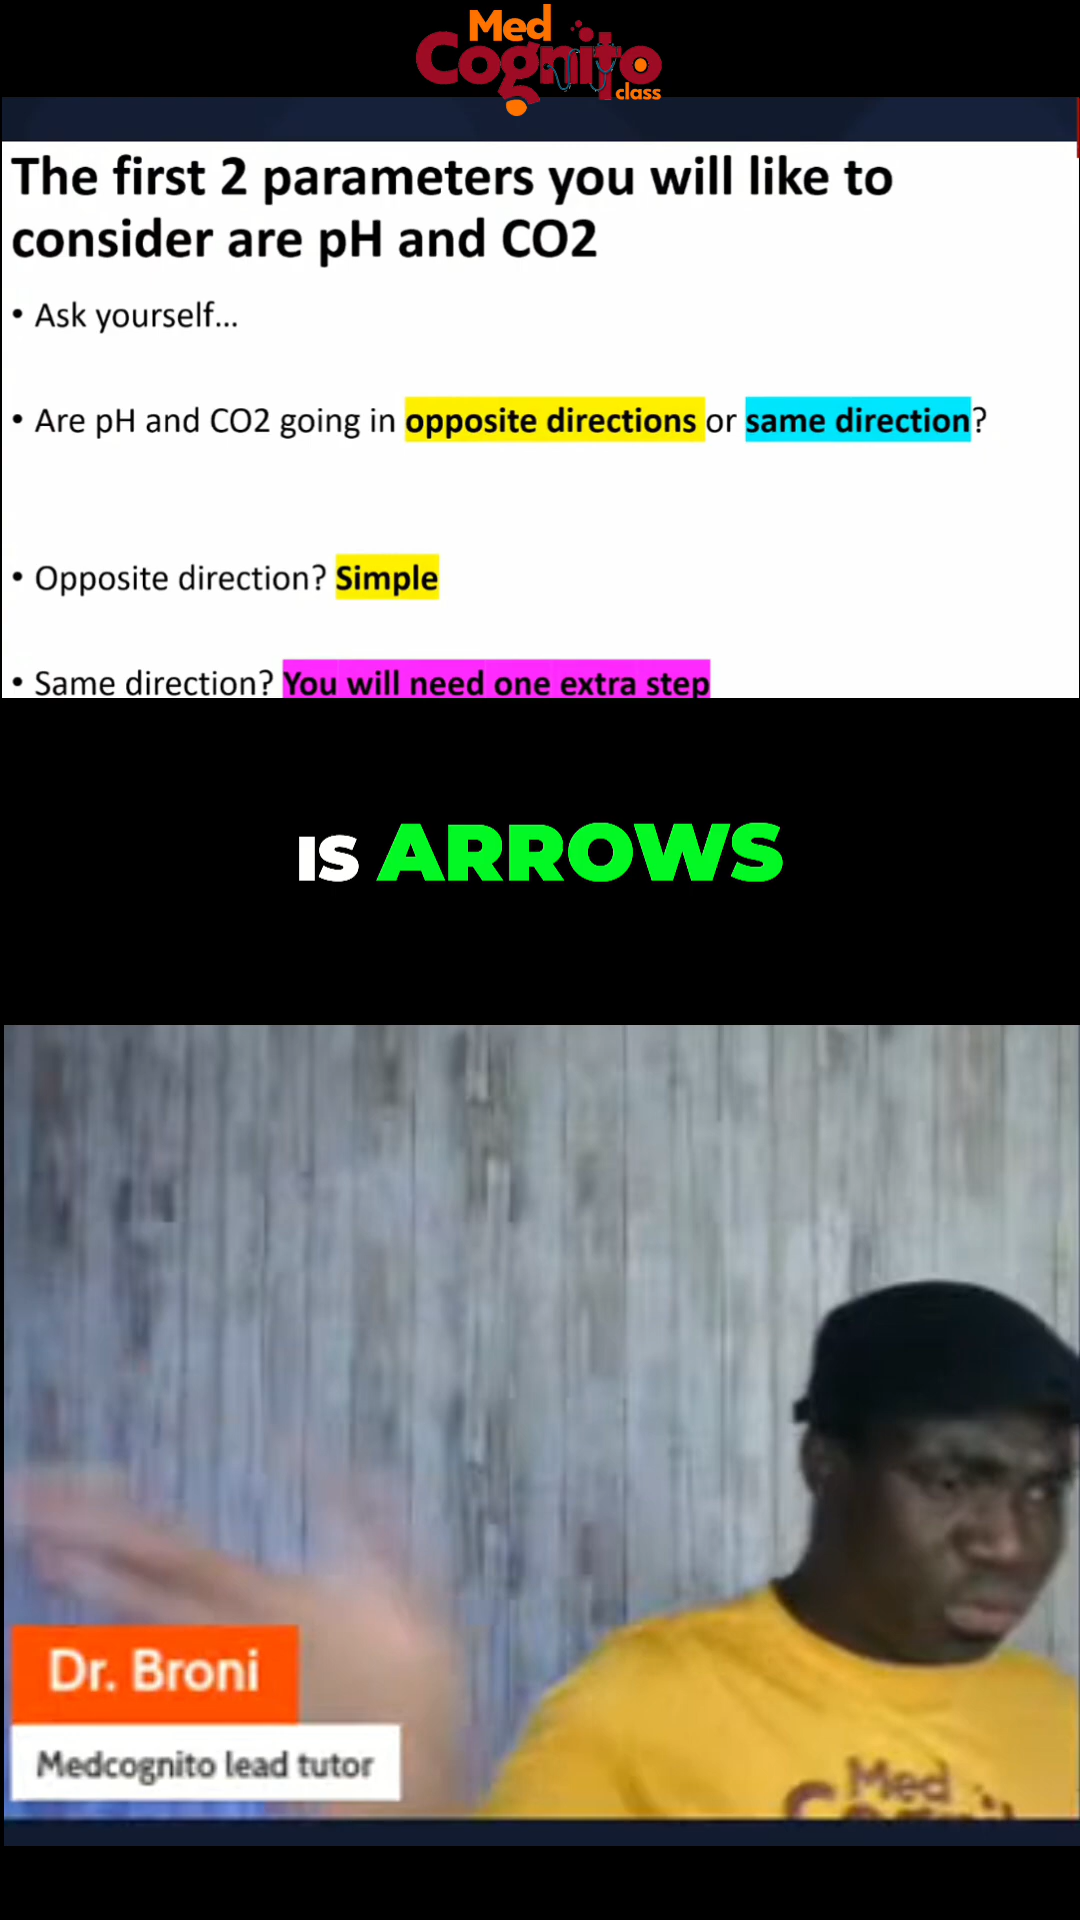 Med
Cognito
class
The first 2 parameters you will like to
consider are pH and CO2
• Ask yourself...
• Are pH and CO2 going in opposite directions or same direction?
• Opposite direction? Simple
• Same direction? You will need one extra step
IS ARROWS
Dr. Broni
Medcognito lead tutor
Med